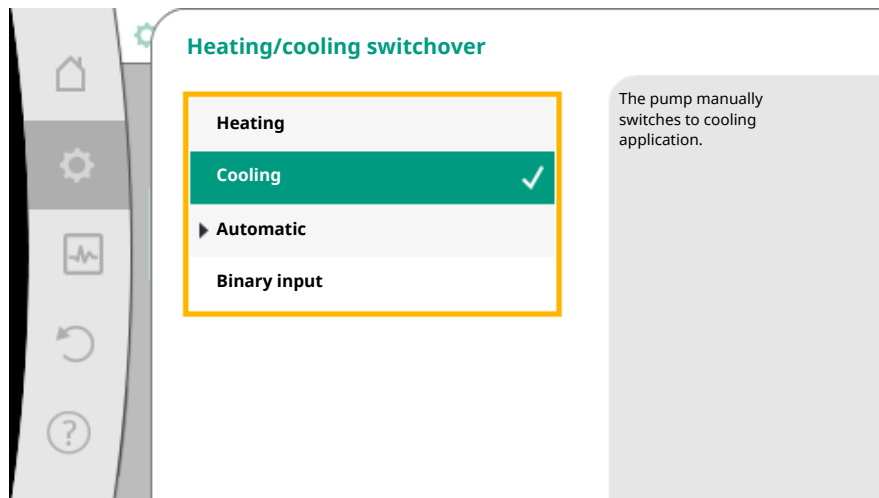 Heating/cooling switchover
Heating
Cooling
Automatic
Binary input
The pump manually
switches to cooling
application.
?